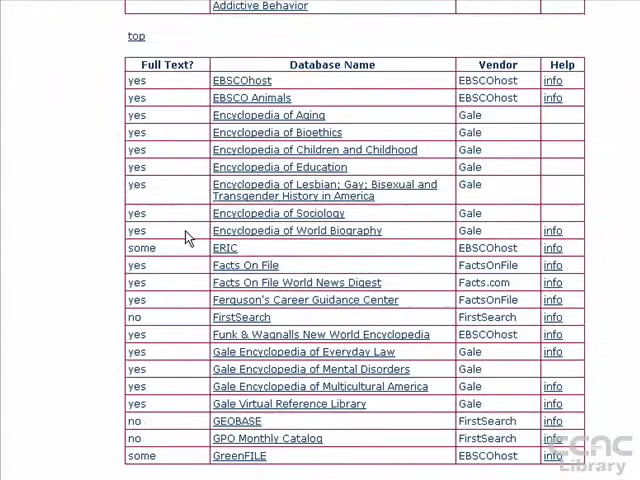 Addictive Behavior
top
Full Text? Database Name Vendor Help
yes EBSCOhost EBSCOhost info
yes EBSCO Animals EBSCOhost info
yes Encyclopedia of Aging Gale
yes Encyclopedia of Bioethics Gale
yes Encyclopedia of Children and Childhood Gale
yes Encyclopedia of Education Gale
yes Encyclopedia of Lesbian; Gay; Bisexual and Gale
Transgender History in America
yes Encyclopedia of Sociology Gale
yes Encyclopedia of World Biography Gale info
some ERIC EBSCOhost info
yes Facts On File FactsOnFile info
yes Facts On File World News Digest Facts.com info
yes Ferguson's Career Guidance Center FactsOnFile info
no FirstSearch FirstSearch info
yes Funk & Wagnalls New World Encyclopedia EBSCOhost info
yes Gale Encyclopedia of Everyday Law Gale info
yes Gale Encyclopedia of Mental Disorders Gale
yes Gale Encyclopedia of Multicultural America Gale info
yes Gale Virtual Reference Library Gale info
no GEOBASE FirstSearch info
no GPO Monthly Catalog FirstSearch info
some GreenFILE EBSCOhost info
CCAC
Library